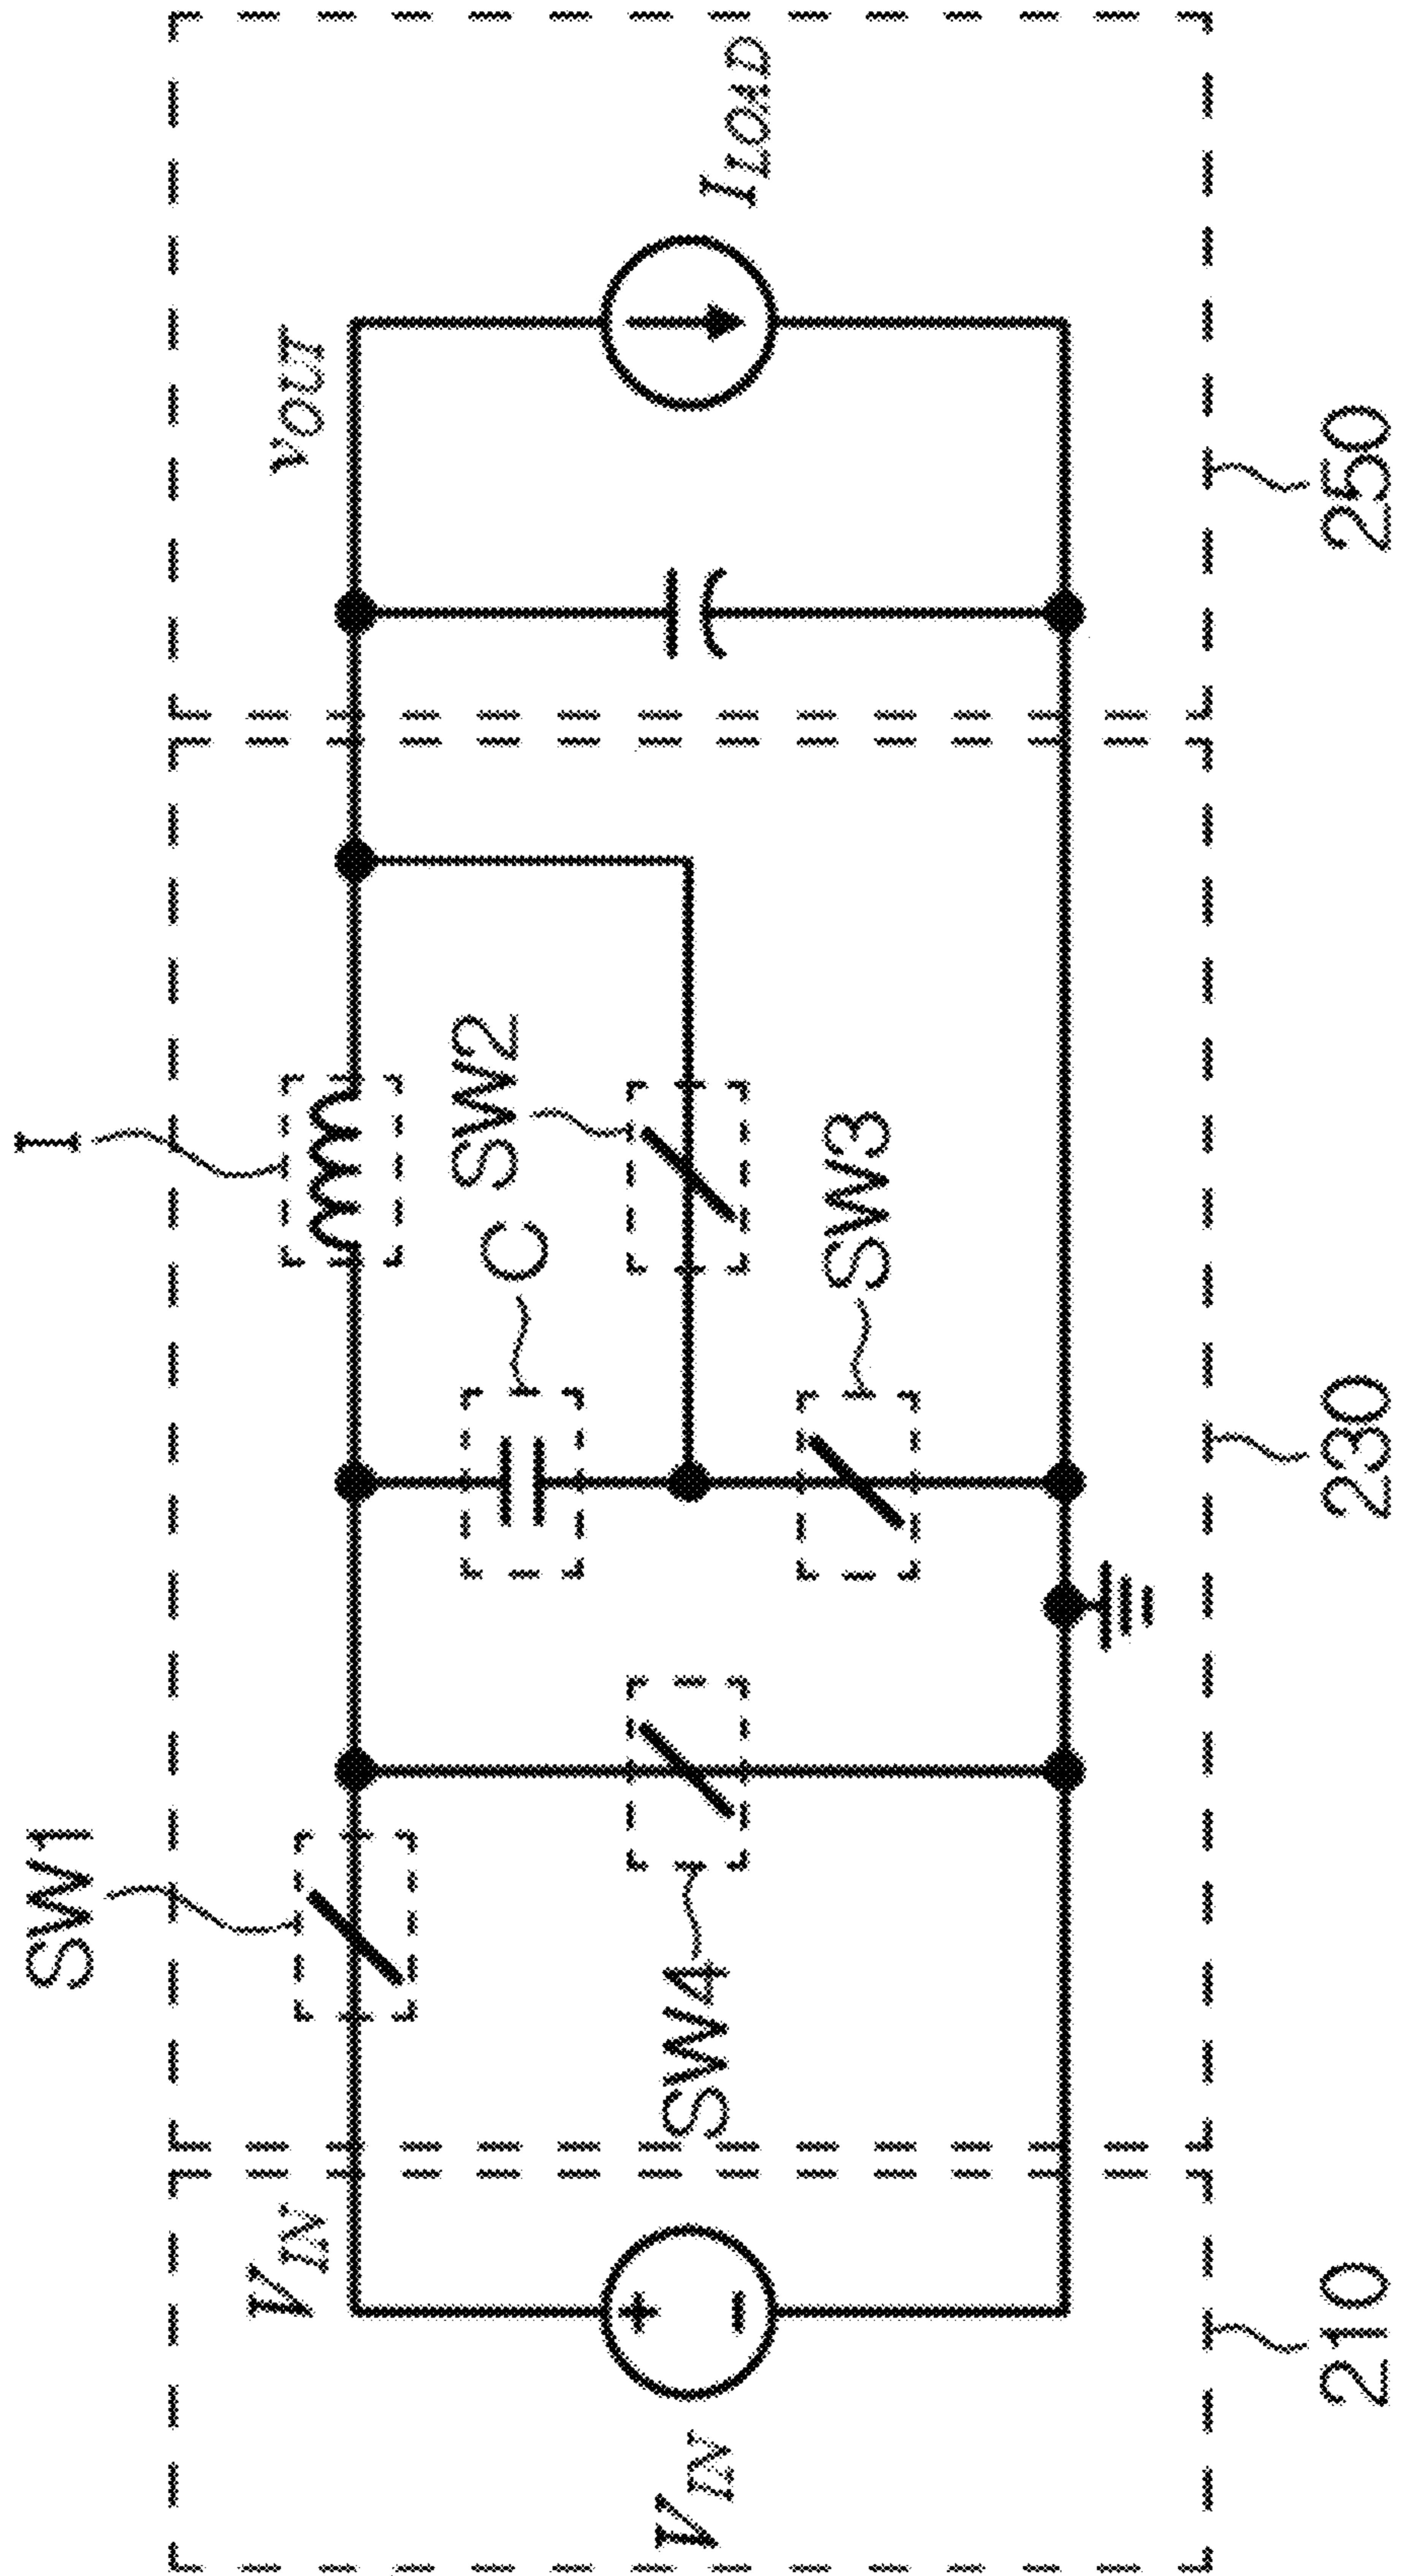 SW1
I
V_IN
v_OUT
SW2
C
V_IN
SW4
SW3
I_LOAD
+
-
210
230
250